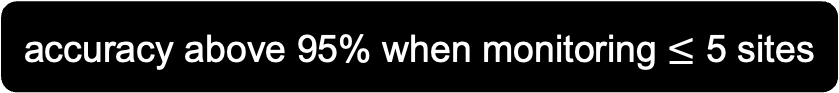 accuracy above 95% when monitoring ≤ 5 sites